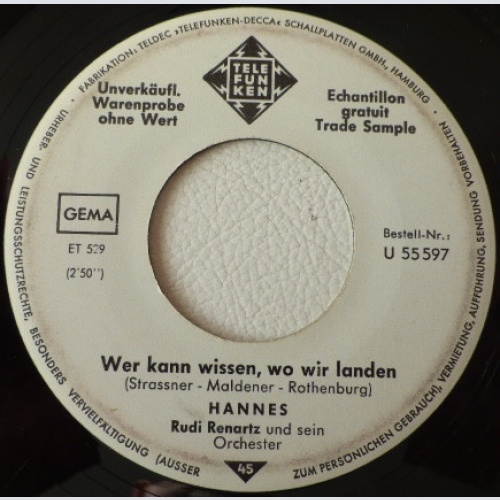 FABRIKATION: TELDEC »TELEFUNKEN-DECCA« SCHALLPLATTEN GMBH., HAMBURG
TELE
FUN
KEN
Unverkäufl.
Warenprobe
ohne Wert
Echantillon
gratuit
Trade Sample
GEMA
ET 529
(2'50'')
Bestell-Nr.:
U 55597
Wer kann wissen, wo wir landen
(Strassner - Maldener - Rothenburg)
HANNES
Rudi Renartz und sein
Orchester
45
URHEBER- UND LEISTUNGSSCHUTZRECHTE, BESONDERS VERVIELFÄLTIGUNG (AUSSER ZUM PERSÖNLICHEN GEBRAUCH), VERMIETUNG, AUFFÜHRUNG, SENDUNG VORBEHALTEN